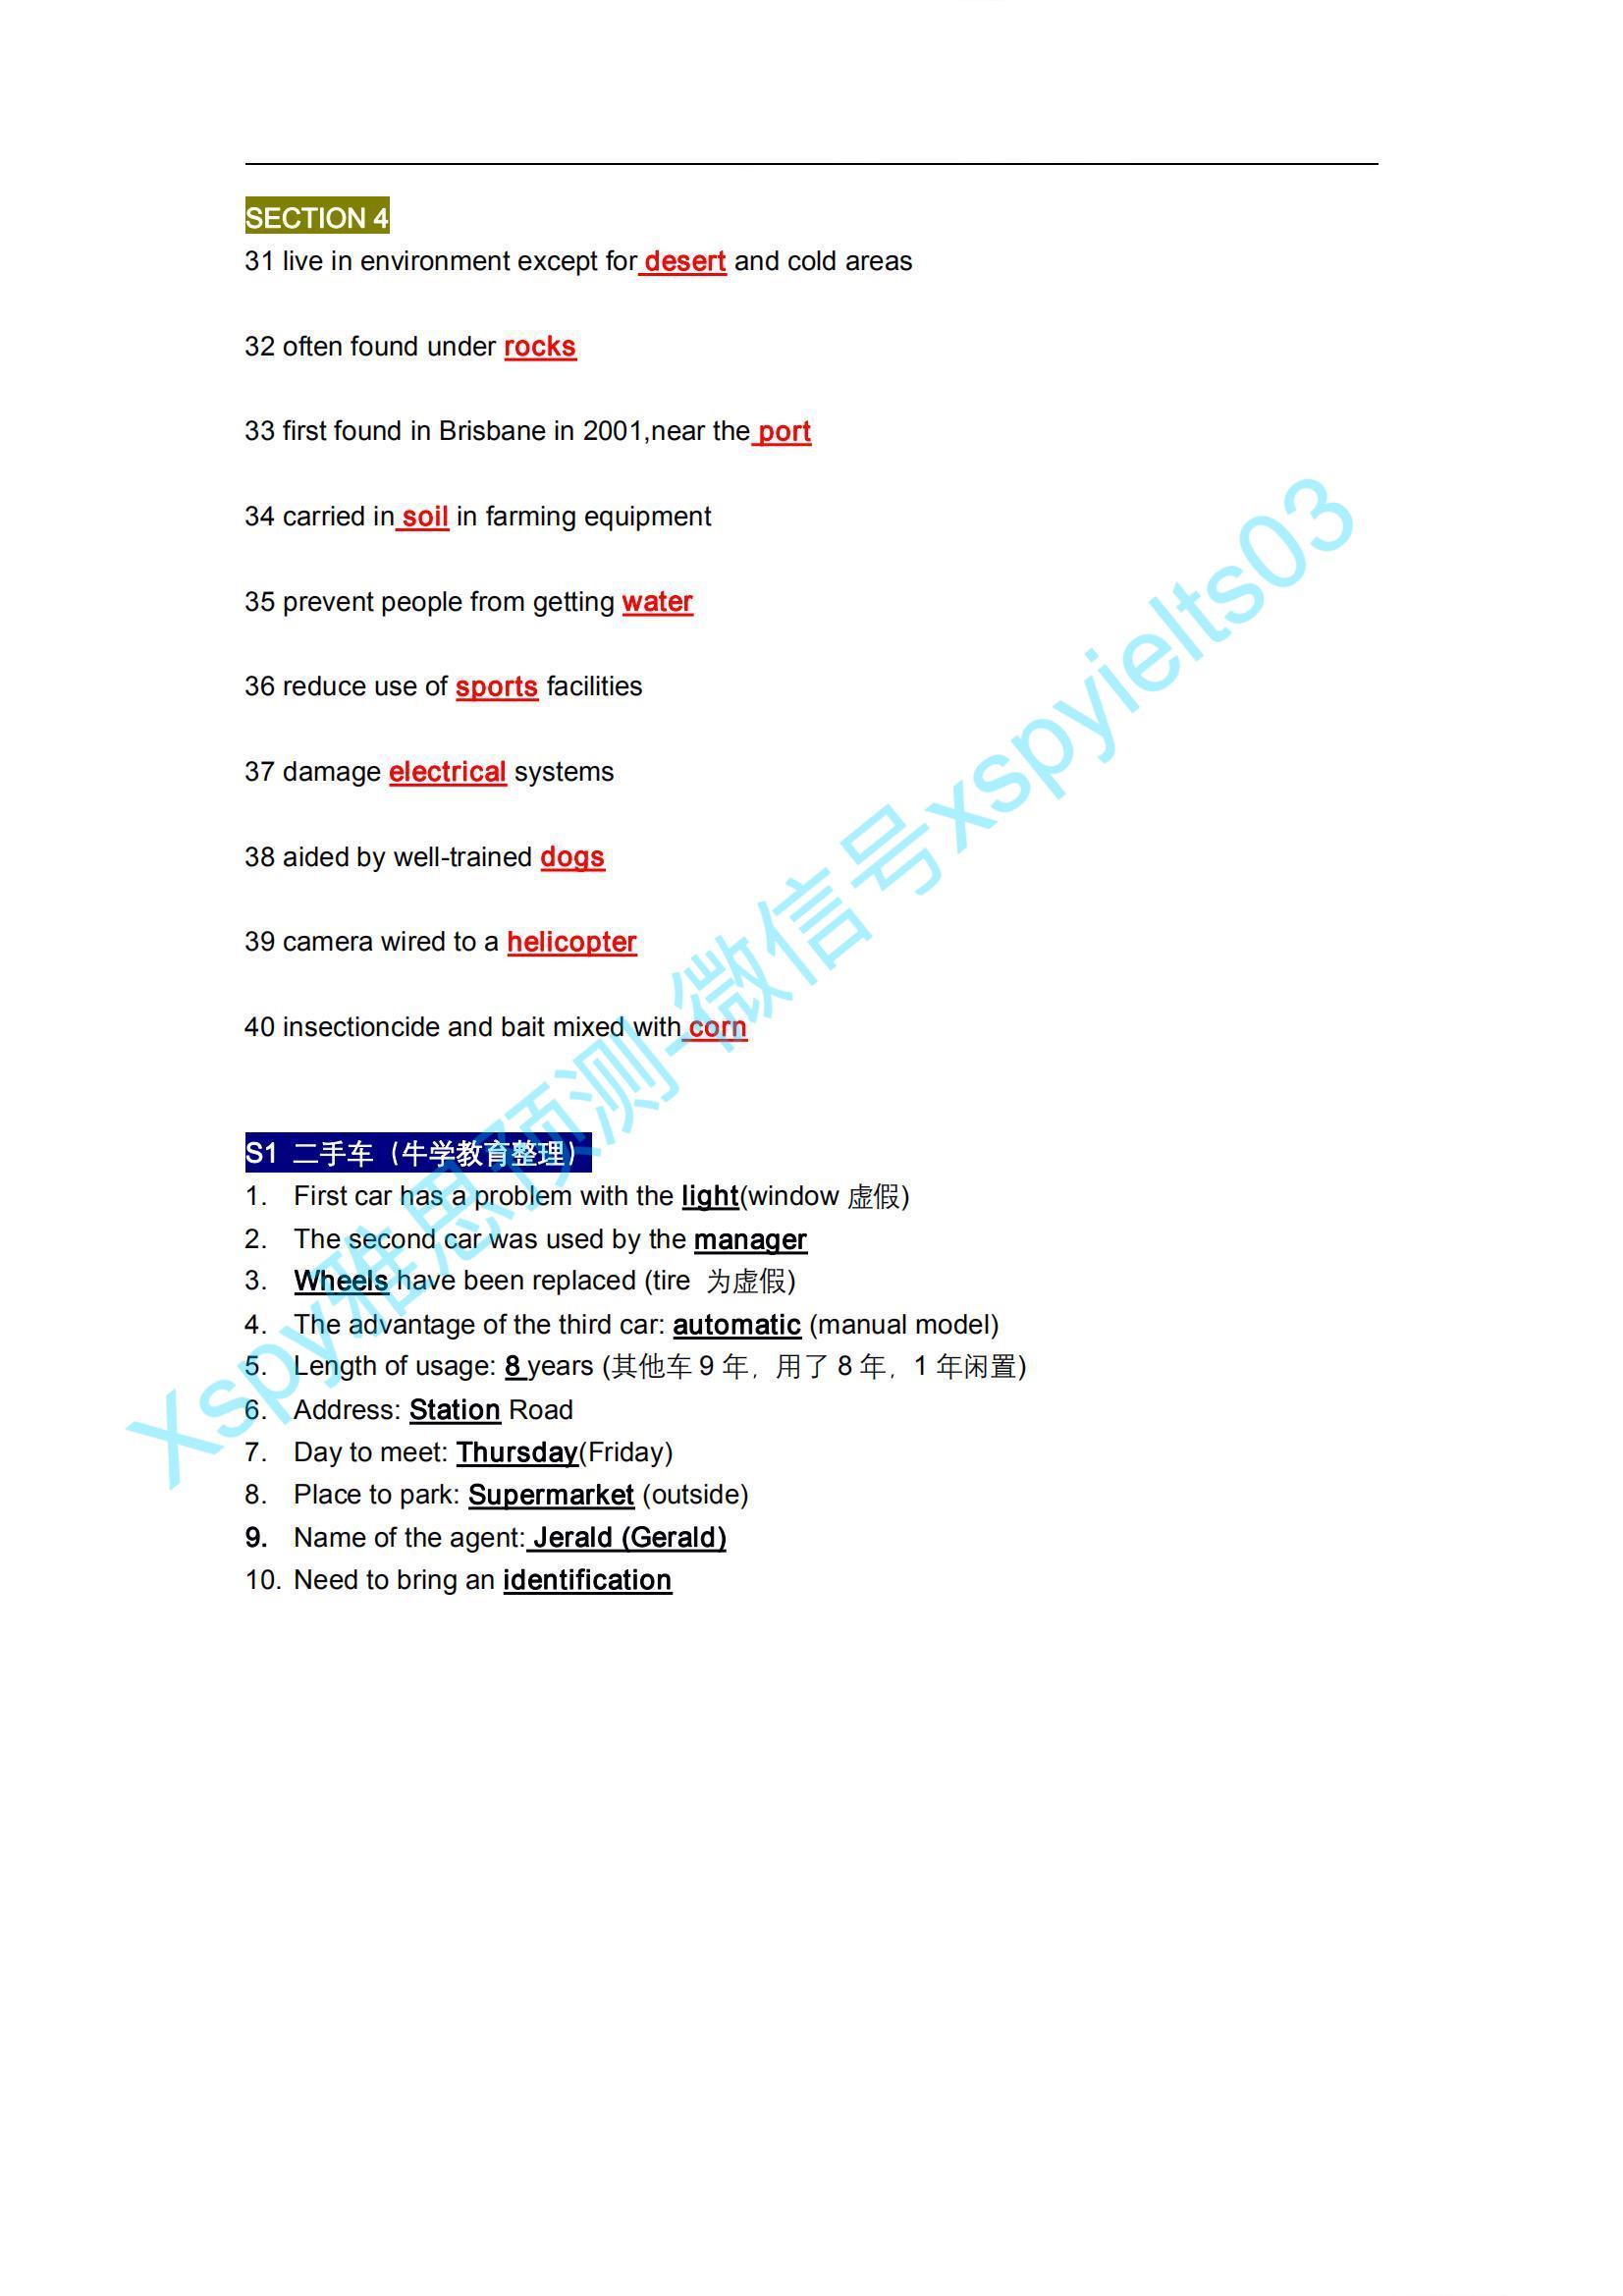 SECTION 4
31 live in environment except for desert and cold areas
32 often found under rocks
33 first found in Brisbane in 2001,near the port
34 carried in soil in farming equipment
35 prevent people from getting water
36 reduce use of sports facilities
37 damage electrical systems
38 aided by well-trained dogs
39 camera wired to a helicopter
40 insectioncide and bait mixed with corn
S1 二手车（牛学教育整理）
1. First car has a problem with the light(window 虚假)
2. The second car was used by the manager
3. Wheels have been replaced (tire 为虚假)
4. The advantage of the third car: automatic (manual model)
5. Length of usage: 8 years (其他车 9 年，用了 8 年，1 年闲置)
6. Address: Station Road
7. Day to meet: Thursday(Friday)
8. Place to park: Supermarket (outside)
9. Name of the agent: Jerald (Gerald)
10. Need to bring an identification
Xspy雅思预测-微信号xspyielts03